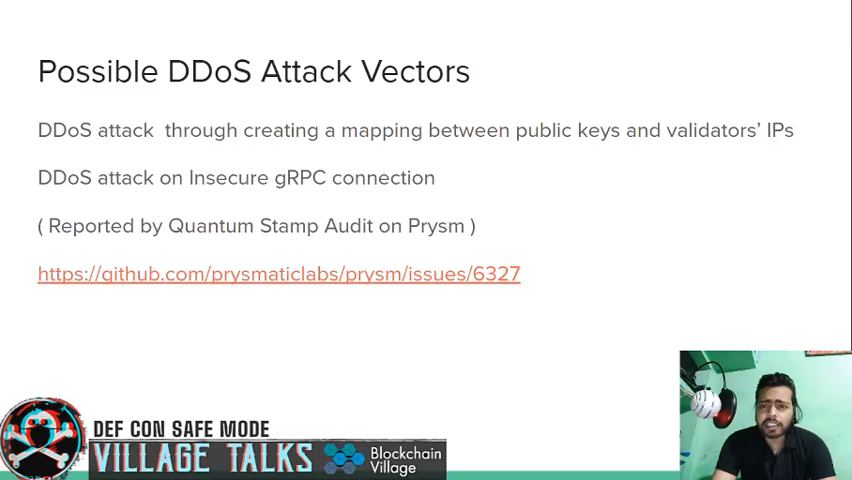 Possible DDoS Attack Vectors
DDoS attack through creating a mapping between public keys and validators’ IPs
DDoS attack on Insecure gRPC connection
( Reported by Quantum Stamp Audit on Prysm )
https://github.com/prysmaticlabs/prysm/issues/6327
DEF CON SAFE MODE
VILLAGE TALKS
Blockchain
Village